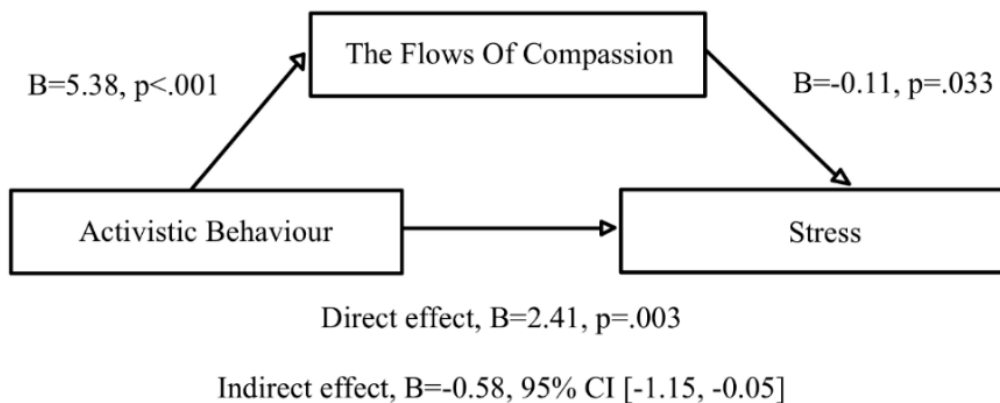 The Flows Of Compassion
B=5.38, p<.001
B=-0.11, p=.033
Activistic Behaviour
Stress
Direct effect, B=2.41, p=.003
Indirect effect, B=-0.58, 95% CI [-1.15, -0.05]